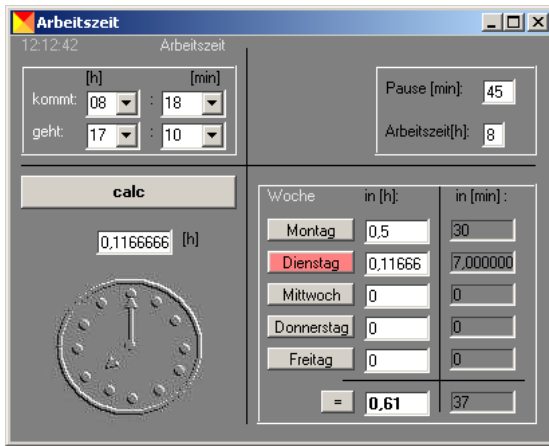 Arbeitszeit
12:12:42 Arbeitszeit
[h] [min]
kommt: 08 : 18
geht: 17 : 10
Pause [min]: 45
Arbeitszeit[h]: 8
calc
0,1166666 [h]
Woche in [h]: in [min] :
Montag 0,5 30
Dienstag 0,11666 7,000000
Mittwoch 0 0
Donnerstag 0 0
Freitag 0 0
= 0,61 37